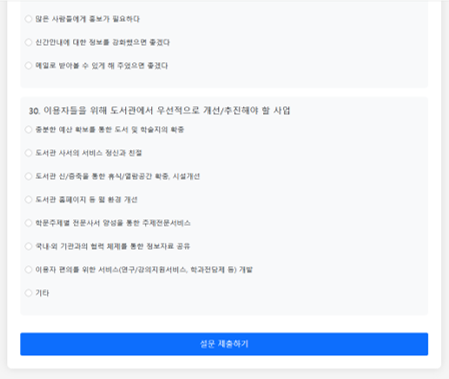 많은 사람들에게 홍보가 필요하다
신간안내에 대한 정보를 강화했으면 좋겠다
메일로 받아볼 수 있게 해 주었으면 좋겠다
30. 이용자들을 위해 도서관에서 우선적으로 개선/추진해야 할 사업
충분한 예산 확보를 통한 도서 및 학술지의 확충
도서관 사서의 서비스 정신과 친절
도서관 신/증축을 통한 휴식/열람공간 확충, 시설개선
도서관 홈페이지 등 웹 환경 개선
학문주제별 전문사서 양성을 통한 주제전문서비스
국내·외 기관과의 협력 체제를 통한 정보자료 공유
이용자 편의를 위한 서비스(연구/강의지원서비스, 학과전담제 등) 개발
기타
설문 제출하기